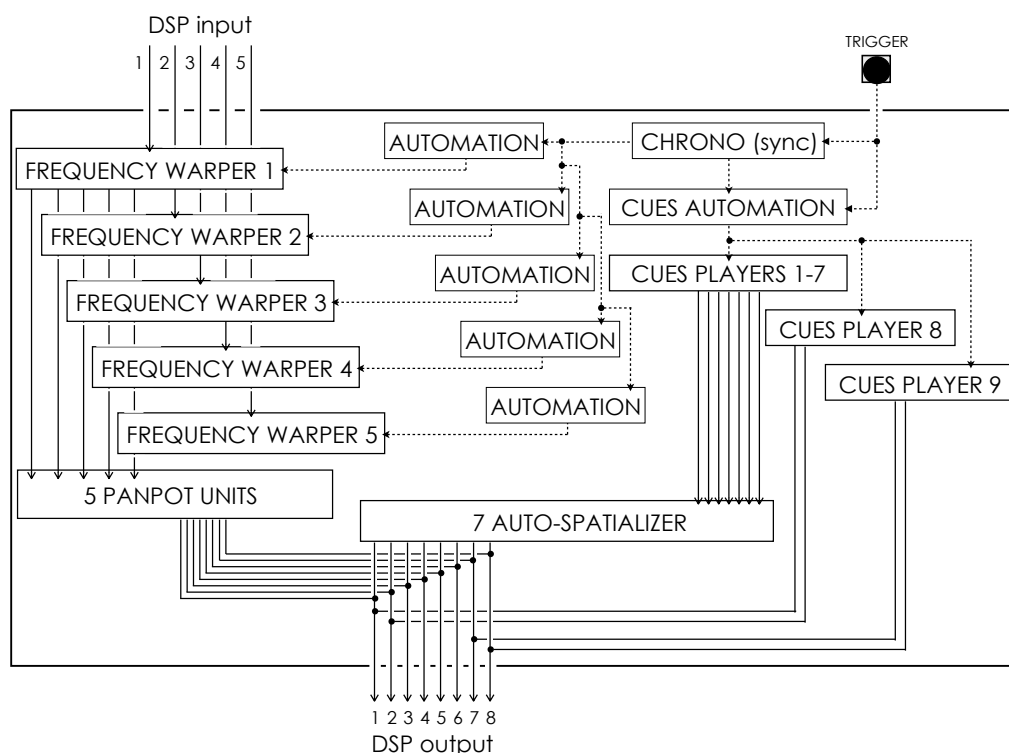 DSP input
1 2 3 4 5
TRIGGER
AUTOMATION
CHRONO (sync)
FREQUENCY WARPER 1
AUTOMATION
CUES AUTOMATION
FREQUENCY WARPER 2
AUTOMATION
CUES PLAYERS 1-7
FREQUENCY WARPER 3
AUTOMATION
CUES PLAYER 8
FREQUENCY WARPER 4
CUES PLAYER 9
AUTOMATION
FREQUENCY WARPER 5
5 PANPOT UNITS
7 AUTO-SPATIALIZER
1 2 3 4 5 6 7 8
DSP output